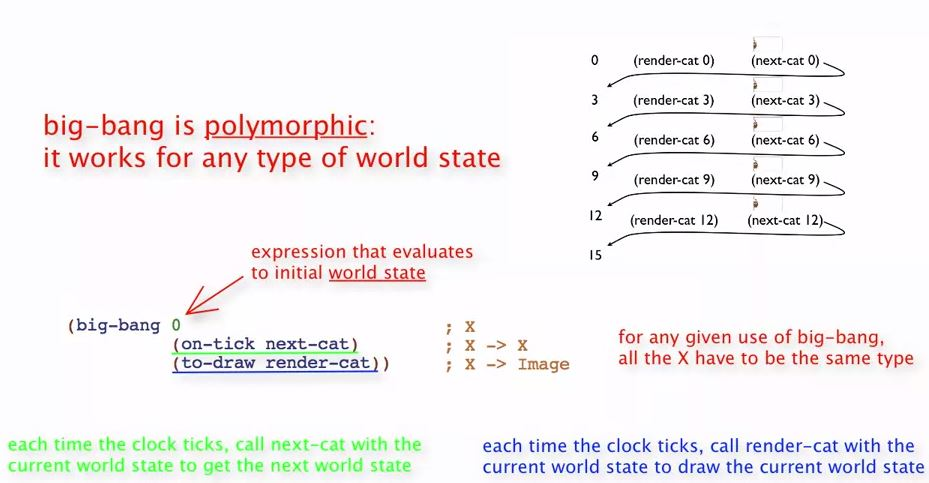 big-bang is polymorphic:
it works for any type of world state
0 (render-cat 0) (next-cat 0)
3 (render-cat 3) (next-cat 3)
6 (render-cat 6) (next-cat 6)
9 (render-cat 9) (next-cat 9)
12 (render-cat 12) (next-cat 12)
15
expression that evaluates
to initial world state
(big-bang 0 ; X
(on-tick next-cat) ; X -> X
(to-draw render-cat)) ; X -> Image
for any given use of big-bang,
all the X have to be the same type
each time the clock ticks, call next-cat with the
current world state to get the next world state
each time the clock ticks, call render-cat with the
current world state to draw the current world state